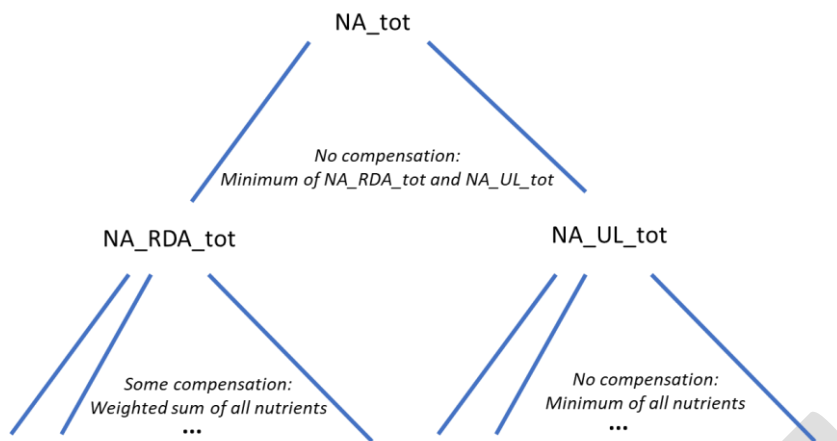 NA_tot
No compensation:
Minimum of NA_RDA_tot and NA_UL_tot
NA_RDA_tot
NA_UL_tot
Some compensation:
Weighted sum of all nutrients
...
No compensation:
Minimum of all nutrients
...